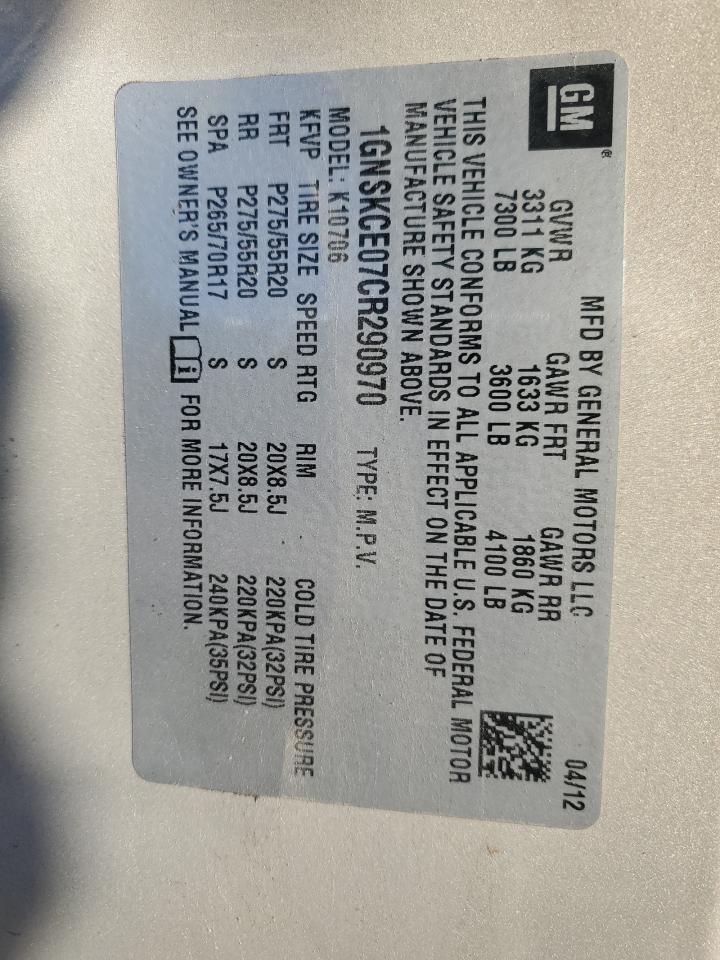 GM®
MFD BY GENERAL MOTORS LLC 04/12
GVWR GAWR FRT GAWR RR
3311 KG 1633 KG 1860 KG
7300 LB 3600 LB 4100 LB
THIS VEHICLE CONFORMS TO ALL APPLICABLE U.S. FEDERAL MOTOR
VEHICLE SAFETY STANDARDS IN EFFECT ON THE DATE OF
MANUFACTURE SHOWN ABOVE.
1GNSKCE07CR290970 TYPE: M.P.V.
MODEL: K10706
KFVP TIRE SIZE SPEED RTG RIM COLD TIRE PRESSURE
FRT P275/55R20 S 20X8.5J 220KPA(32PSI)
RR P275/55R20 S 20X8.5J 220KPA(32PSI)
SPA P265/70R17 S 17X7.5J 240KPA(35PSI)
SEE OWNER'S MANUAL i FOR MORE INFORMATION.